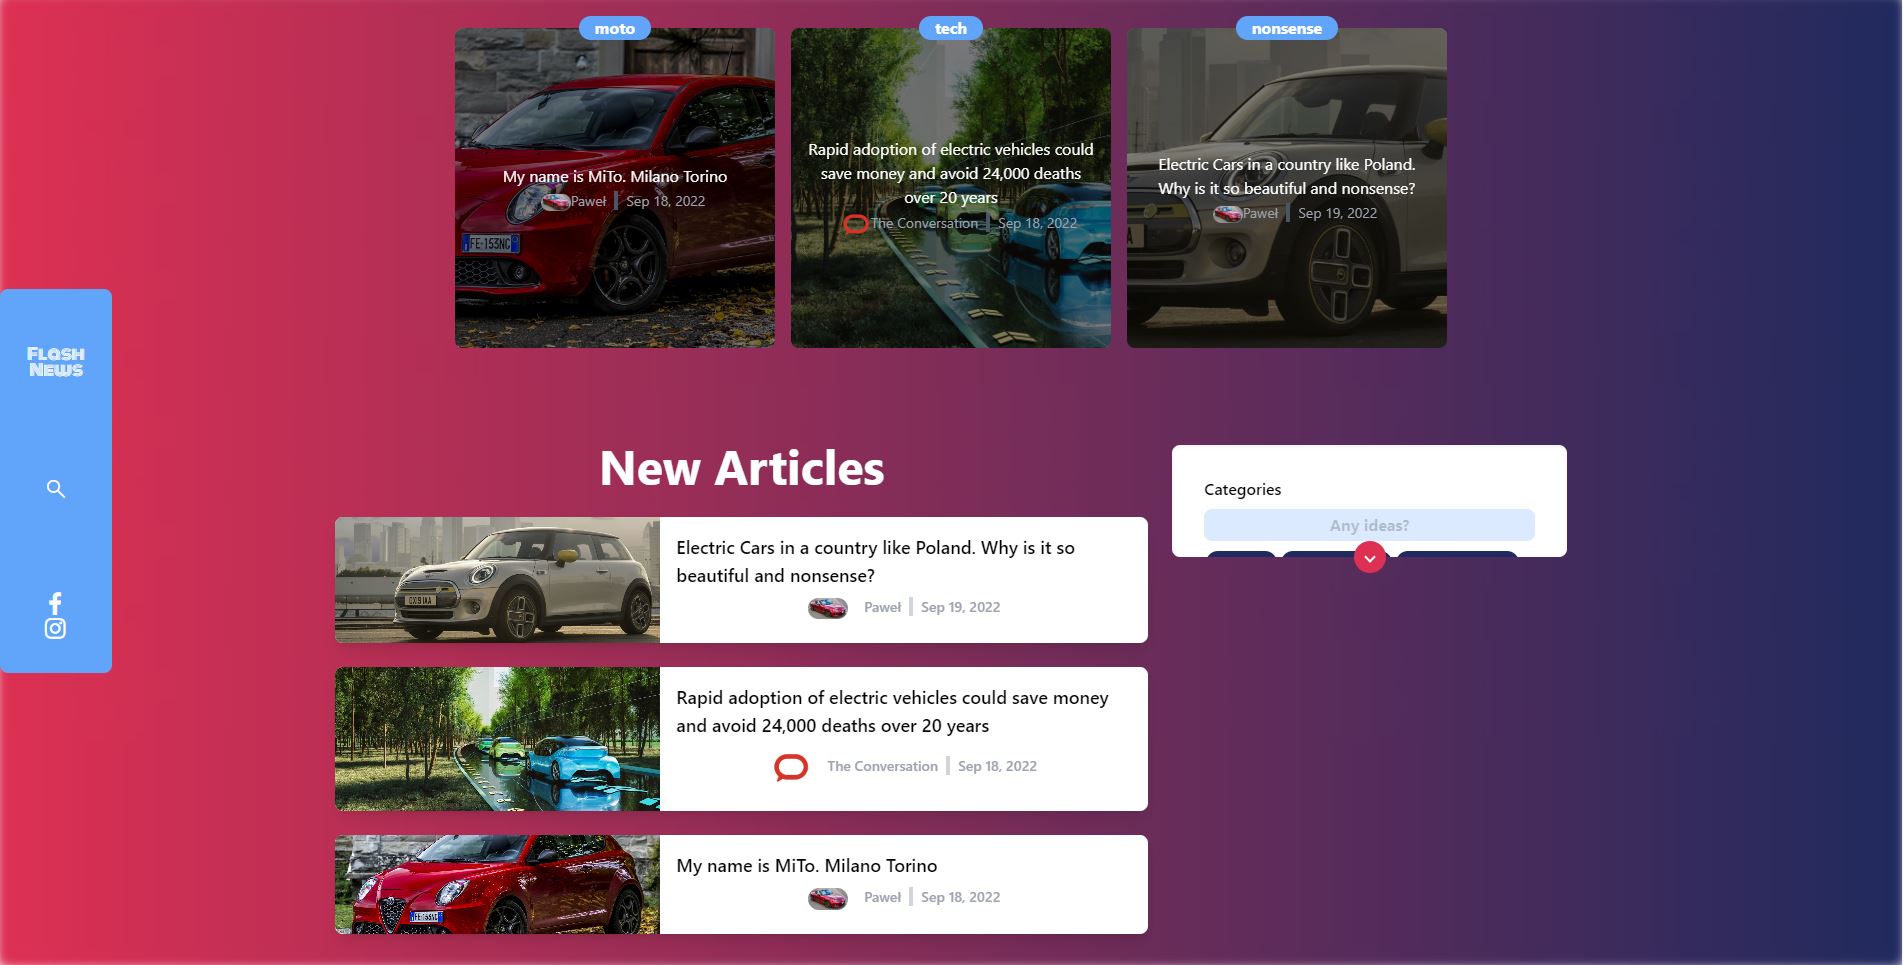 moto
tech
nonsense
My name is MiTo. Milano Torino
Paweł
Sep 18, 2022
FE·153NC
Rapid adoption of electric vehicles could
save money and avoid 24,000 deaths
over 20 years
The Conversation
Sep 18, 2022
Electric Cars in a country like Poland.
Why is it so beautiful and nonsense?
Paweł
Sep 19, 2022
Flash
News
New Articles
Electric Cars in a country like Poland. Why is it so
beautiful and nonsense?
Paweł
Sep 19, 2022
Rapid adoption of electric vehicles could save money
and avoid 24,000 deaths over 20 years
The Conversation
Sep 18, 2022
My name is MiTo. Milano Torino
Paweł
Sep 18, 2022
Categories
Any ideas?